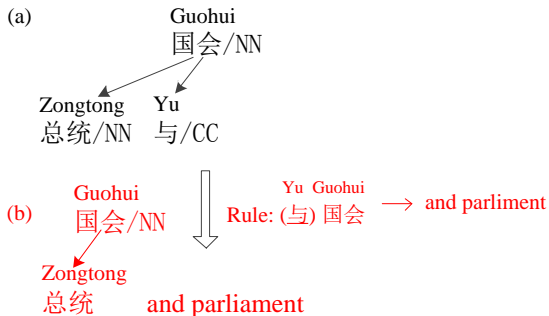 (a)
Guohui
国会/NN
Zongtong Yu
总统/NN 与/CC
Guohui
(b) 国会/NN
Yu Guohui
Rule: (与) 国会 → and parliment
Zongtong
总统 and parliament